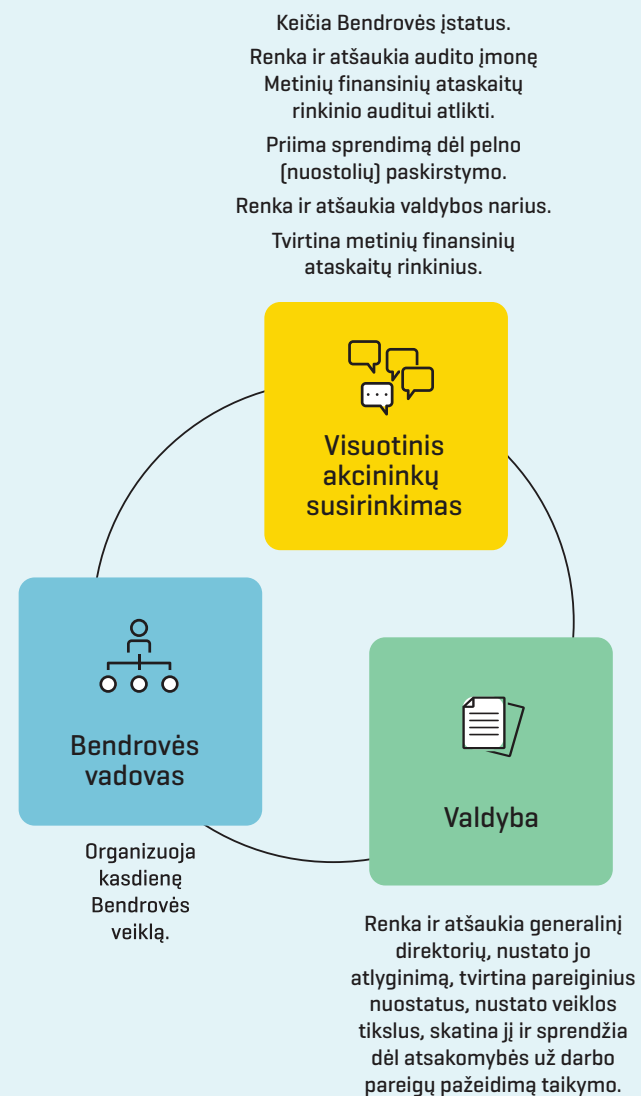 Keičia Bendrovės įstatus.
Renka ir atšaukia audito įmonę
Metinių finansinių ataskaitų
rinkinio auditui atlikti.
Priima sprendimą dėl pelno
(nuostolių) paskirstymo.
Renka ir atšaukia valdybos narius.
Tvirtina metinių finansinių
ataskaitų rinkinius.
Visuotinis
akcininkų
susirinkimas
Bendrovės
vadovas
Organizuoja
kasdienę
Bendrovės
veiklą.
Valdyba
Renka ir atšaukia generalinį
direktorių, nustato jo
atlyginimą, tvirtina pareiginius
nuostatus, nustato veiklos
tikslus, skatina jį ir sprendžia
dėl atsakomybės už darbo
pareigų pažeidimą taikymo.